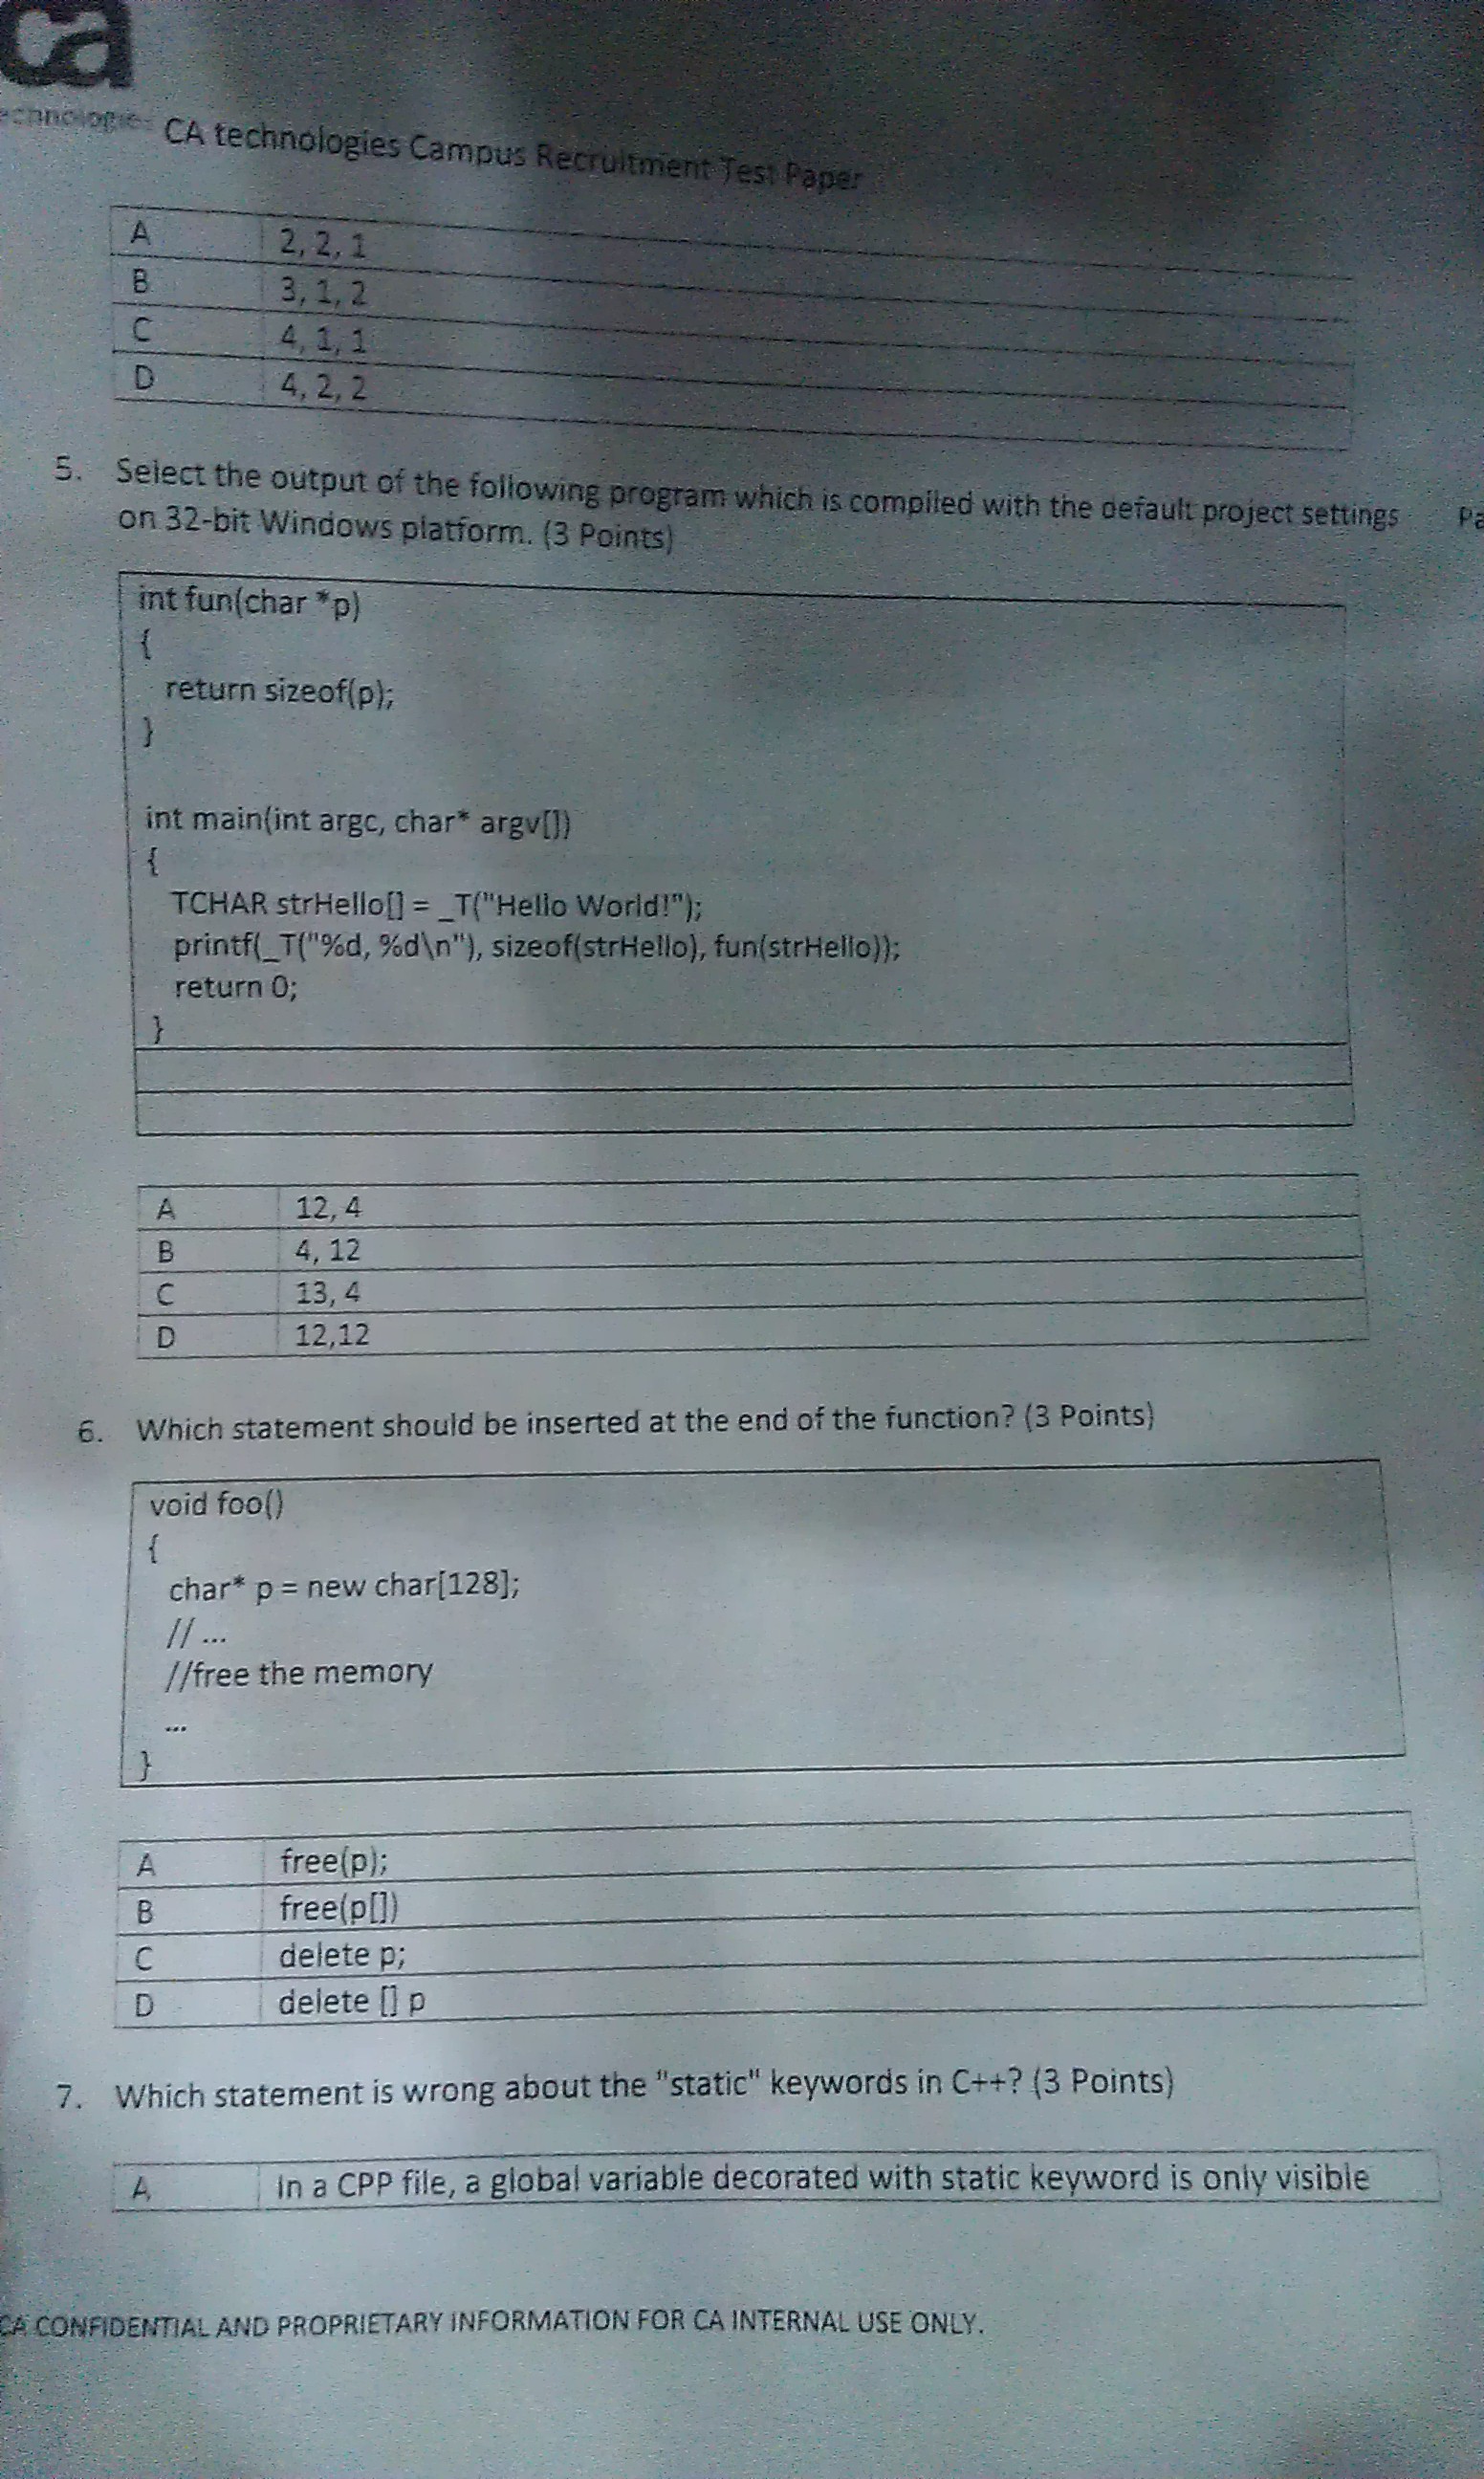 ca
echnologies
CA technologies Campus Recruitment Test Paper
A 2, 2, 1
B 3, 1, 2
C 4, 1, 1
D 4, 2, 2
5. Select the output of the following program which is compiled with the default project settings
Pa
on 32-bit Windows platform. (3 Points)
int fun(char *p)
{
return sizeof(p);
}
int main(int argc, char* argv[])
{
TCHAR strHello[] = _T("Hello World!");
printf(_T("%d, %d\n"), sizeof(strHello), fun(strHello));
return 0;
}
A 12, 4
B 4, 12
C 13, 4
D 12,12
6. Which statement should be inserted at the end of the function? (3 Points)
void foo()
{
char* p = new char[128];
// ...
//free the memory
...
}
A free(p);
B free(p[])
C delete p;
D delete [] p
7. Which statement is wrong about the "static" keywords in C++? (3 Points)
A In a CPP file, a global variable decorated with static keyword is only visible
CA CONFIDENTIAL AND PROPRIETARY INFORMATION FOR CA INTERNAL USE ONLY.